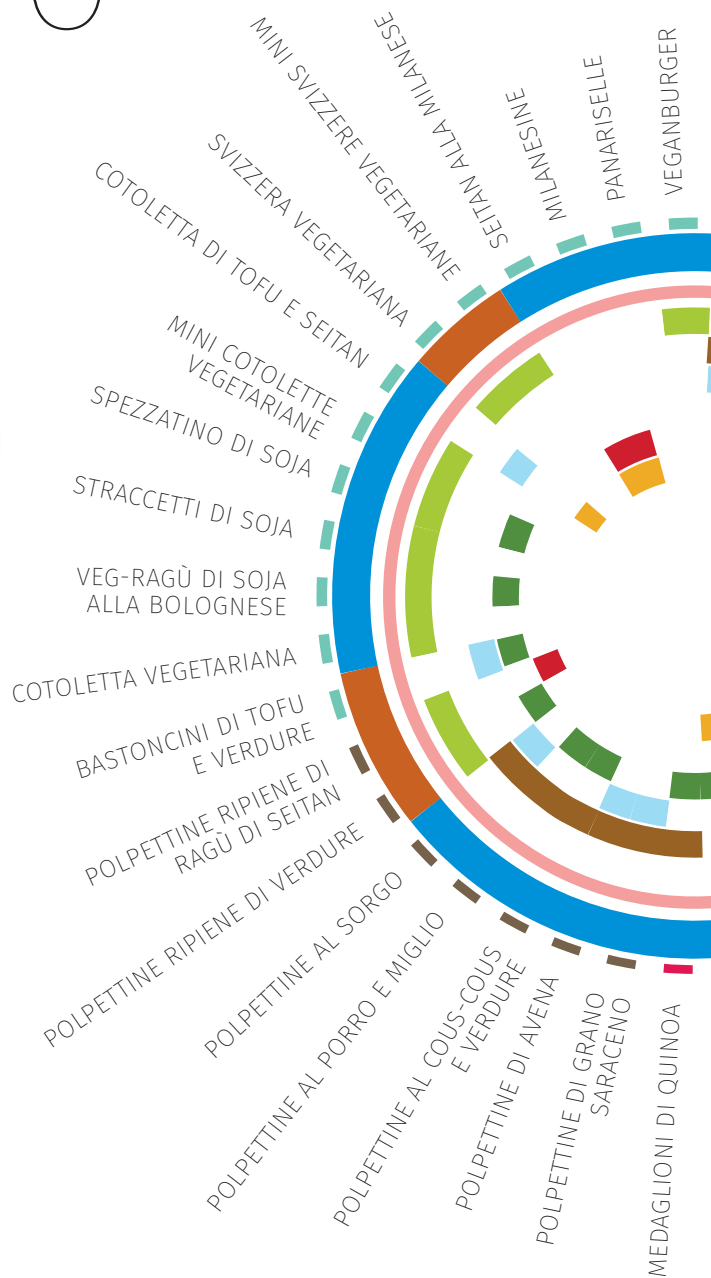 VEGANBURGER
PANARISELLE
MILANESINE
SEITAN ALLA MILANESE
MINI SVIZZERE VEGETARIANE
SVIZZERA VEGETARIANA
COTOLETTA DI TOFU E SEITAN
MINI COTOLETTE
VEGETARIANE
SPEZZATINO DI SOJA
STRACCETTI DI SOJA
VEG-RAGÙ DI SOJA
ALLA BOLOGNESE
COTOLETTA VEGETARIANA
BASTONCINI DI TOFU
E VERDURE
POLPETTINE RIPIENE DI
RAGÙ DI SEITAN
POLPETTINE RIPIENE DI VERDURE
POLPETTINE AL SORGO
POLPETTINE AL PORRO E MIGLIO
POLPETTINE AL COUS-COUS
E VERDURE
POLPETTINE DI AVENA
POLPETTINE DI GRANO
SARACENO
MEDAGLIONI DI QUINOA